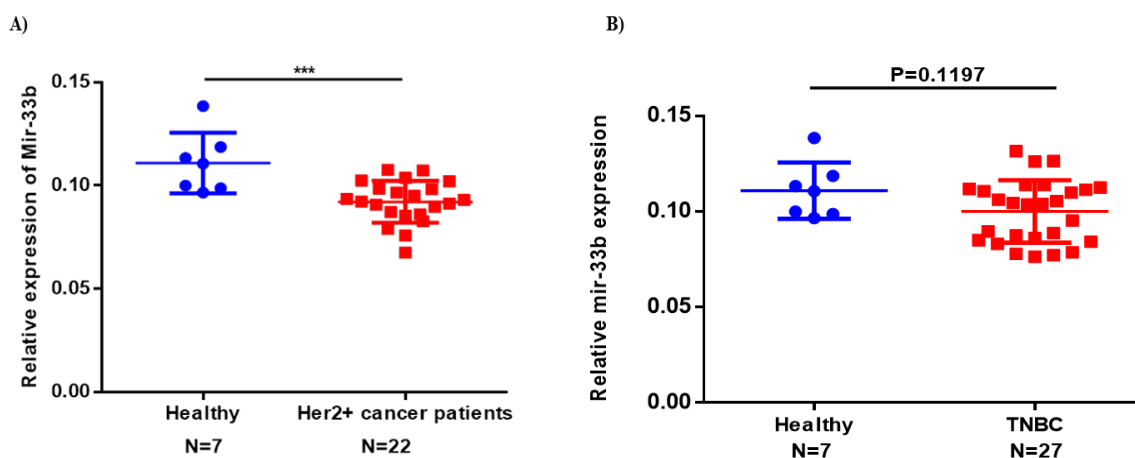 A)
***
Relative expression of Mir-33b
0.15
0.10
0.05
0.00
Healthy
Her2+ cancer patients
N=7
N=22
B)
P=0.1197
Relative mir-33b expression
0.15
0.10
0.05
0.00
Healthy
TNBC
N=7
N=27